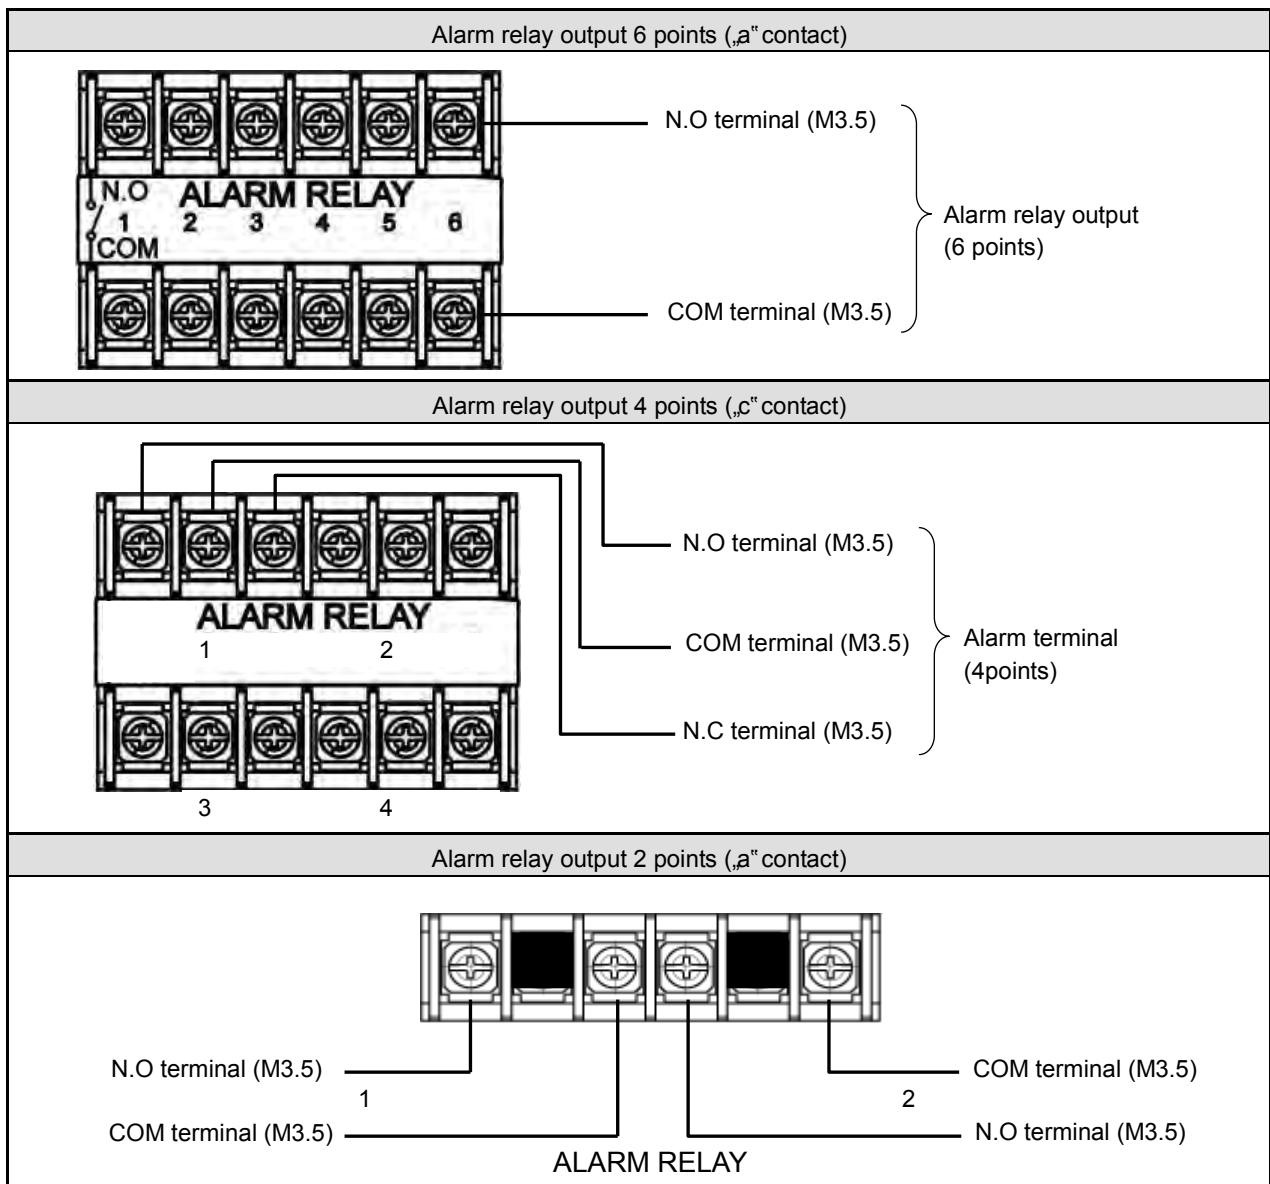 Alarm relay output 6 points („a‟ contact)
N.O terminal (M3.5)
N.O
ALARM RELAY
1 2 3 4 5 6
COM
Alarm relay output
(6 points)
COM terminal (M3.5)
Alarm relay output 4 points („c‟ contact)
N.O terminal (M3.5)
ALARM RELAY
1 2
COM terminal (M3.5)
Alarm terminal
(4points)
N.C terminal (M3.5)
3 4
Alarm relay output 2 points („a‟ contact)
N.O terminal (M3.5)
COM terminal (M3.5)
1 2
COM terminal (M3.5)
N.O terminal (M3.5)
ALARM RELAY